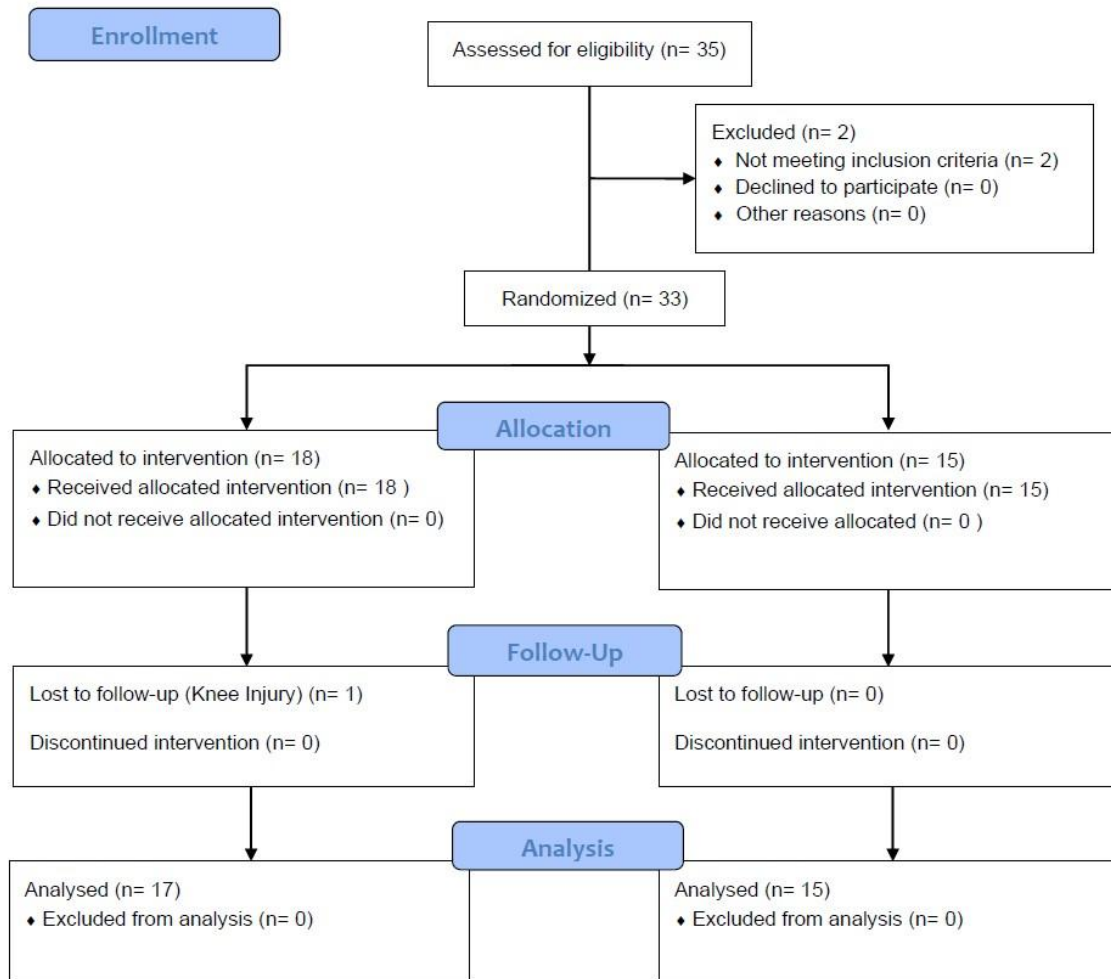 Enrollment
Assessed for eligibility (n= 35)
Excluded (n= 2)
♦ Not meeting inclusion criteria (n= 2)
♦ Declined to participate (n= 0)
♦ Other reasons (n= 0)
Randomized (n= 33)
Allocation
Allocated to intervention (n= 18)
♦ Received allocated intervention (n= 18 )
♦ Did not receive allocated intervention (n= 0)
Allocated to intervention (n= 15)
♦ Received allocated intervention (n= 15)
♦ Did not receive allocated (n= 0 )
Follow-Up
Lost to follow-up (Knee Injury) (n= 1)
Discontinued intervention (n= 0)
Lost to follow-up (n= 0)
Discontinued intervention (n= 0)
Analysis
Analysed (n= 17)
♦ Excluded from analysis (n= 0)
Analysed (n= 15)
♦ Excluded from analysis (n= 0)